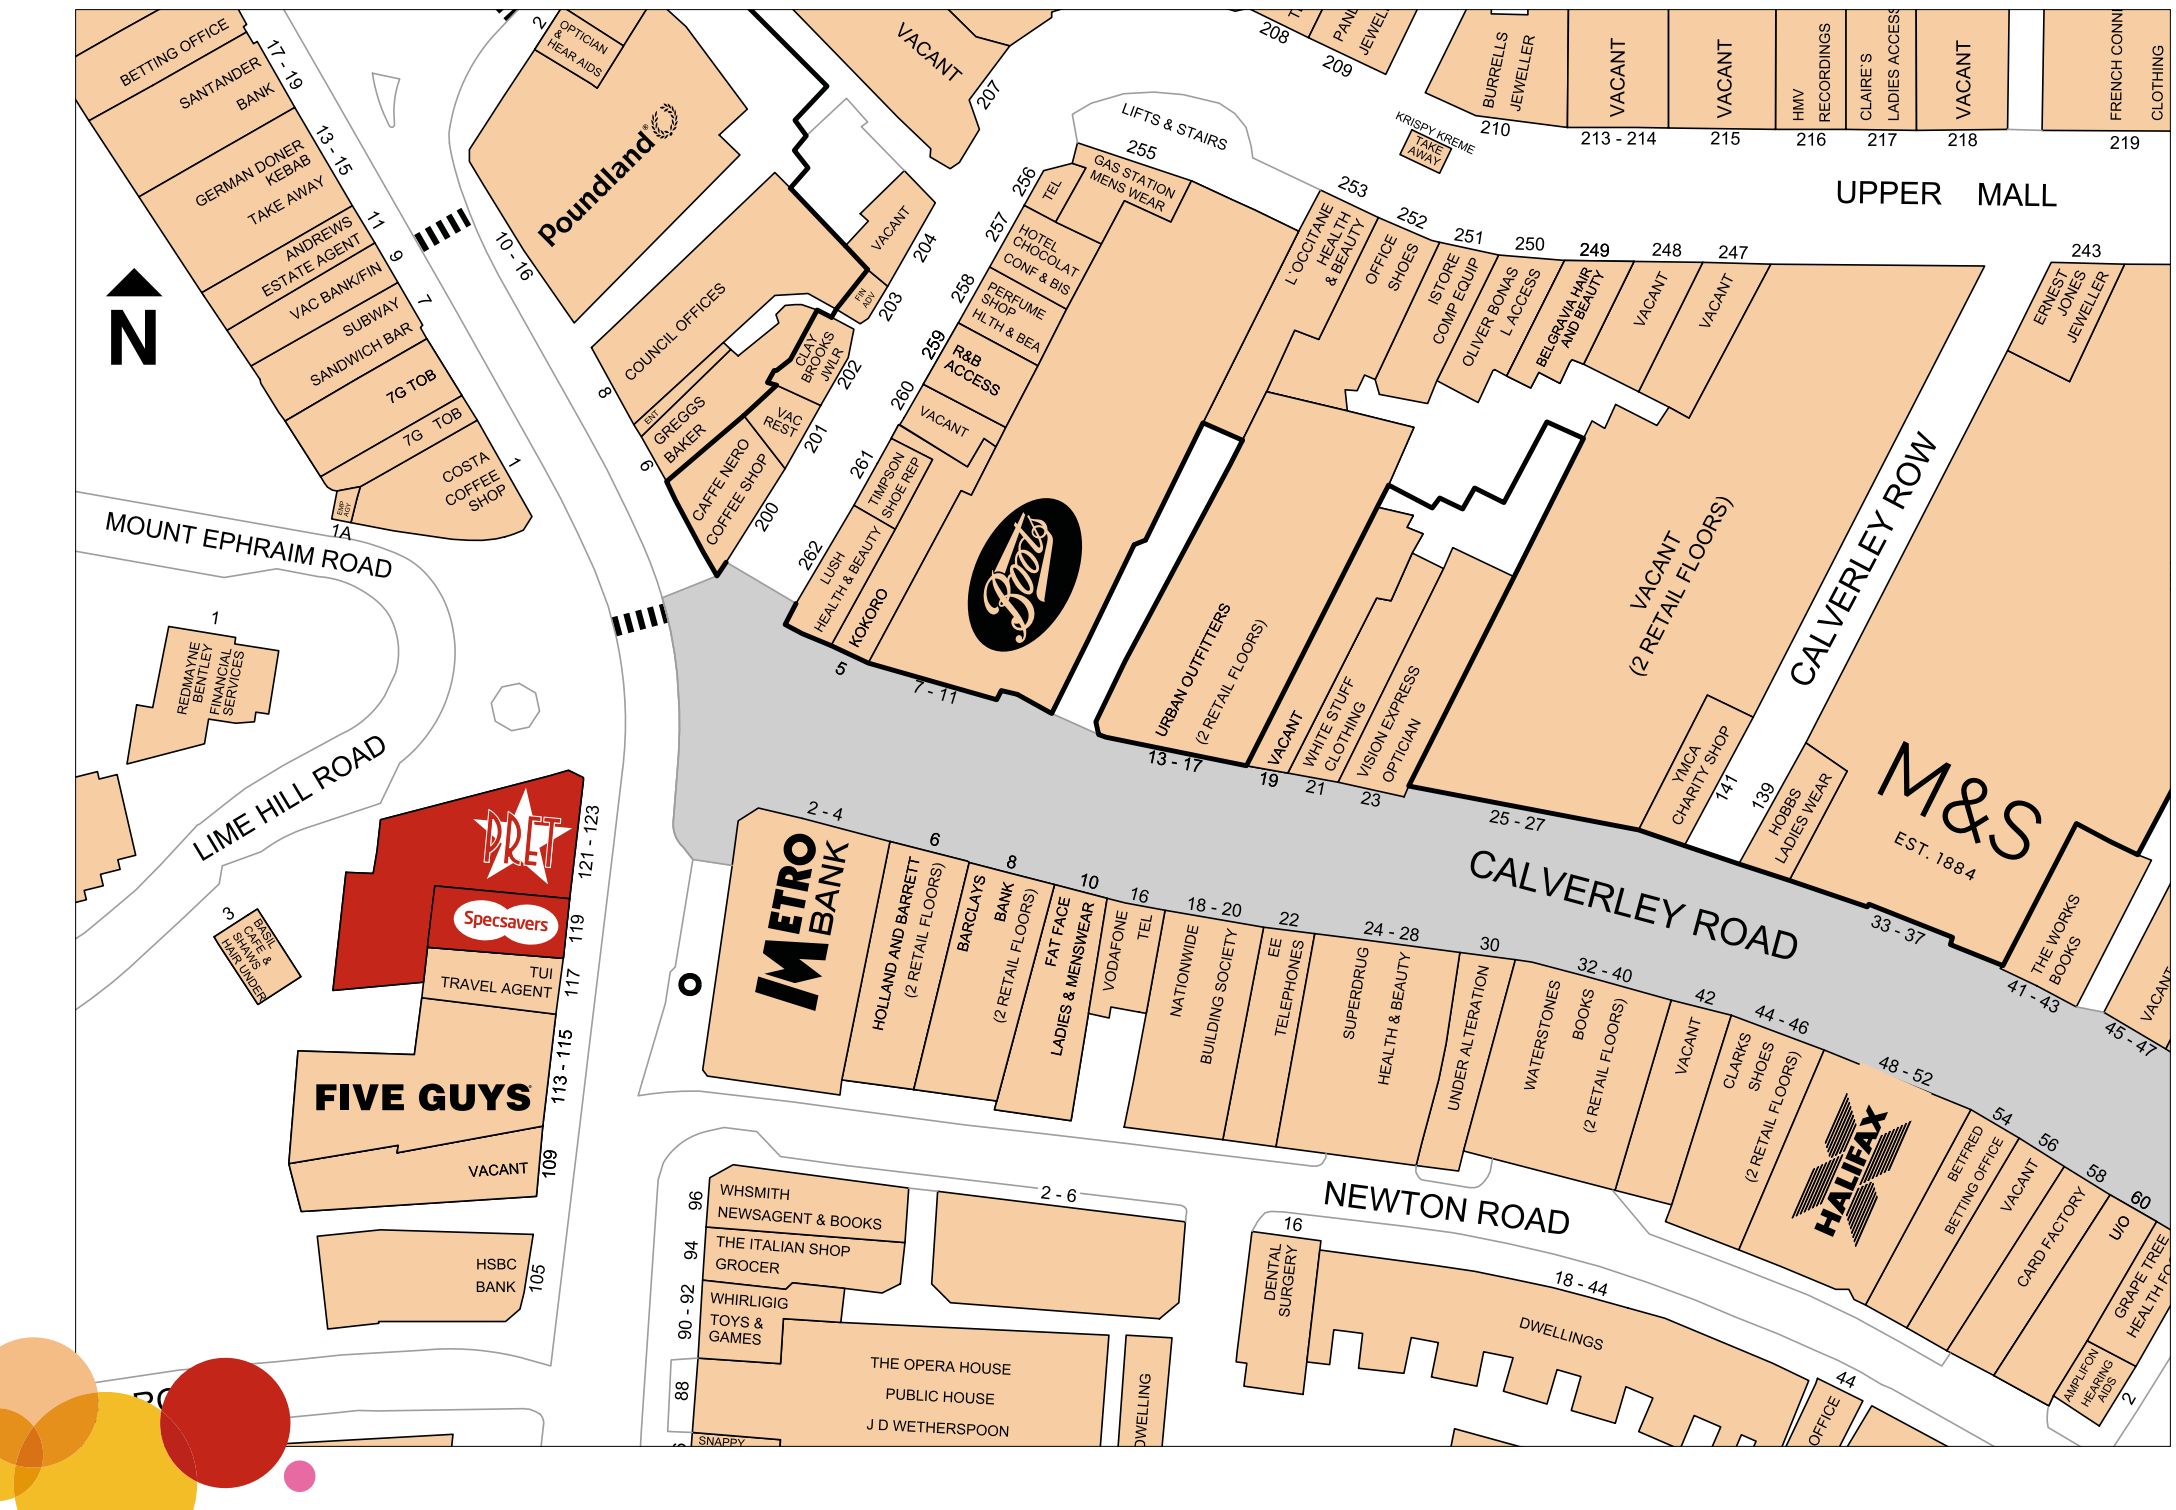 BETTING OFFICE
17 - 19
SANTANDER
BANK
13 - 15
GERMAN DONER
KEBAB
TAKE AWAY
11
ANDREWS
ESTATE AGENT
9
VAC BANK/FIN
7
SUBWAY
SANDWICH BAR
7G TOB
7G TOB
COSTA
COFFEE
SHOP
1
EMP
AGY
1A
N
MOUNT EPHRAIM ROAD
1
REDMAYNE
BENTLEY
FINANCIAL
SERVICES
LIME HILL ROAD
3
BASIL
CAFE &
SHAWS
HAIR UNDER
PRET
121 - 123
Specsavers
119
TUI
TRAVEL AGENT
117
FIVE GUYS
113 - 115
VACANT
109
HSBC
BANK
105
2
OPTICIAN
&
HEAR AIDS
Poundland
10 - 16
COUNCIL OFFICES
8
ENT
GREGGS
BAKER
6
CAFFE NERO
COFFEE SHOP
200
VAC
REST
201
CLAY
BROOKS
JWLR
202
FIN
ADV
203
VACANT
204
VACANT
207
208
PAN
JEWEL
209
LIFTS & STAIRS
255
GAS STATION
MENS WEAR
256
TEL
257
HOTEL
CHOCOLAT
CONF & BIS
258
PERFUME
SHOP
HLTH & BEA
259
R&B
ACCESS
260
VACANT
261
TIMPSON
SHOE REP
262
LUSH
HEALTH & BEAUTY
KOKORO
5
Boots
7 - 11
KRISPY KREME
TAKE
AWAY
BURRELLS
JEWELLER
210
VACANT
213 - 214
VACANT
215
HMV
RECORDINGS
216
CLAIRE'S
LADIES ACCESS
217
VACANT
218
FRENCH CONN
CLOTHING
219
UPPER MALL
253
L'OCCITANE
HEALTH
& BEAUTY
252
OFFICE
SHOES
251
ISTORE
COMP EQUIP
250
OLIVER BONAS
L ACCESS
249
BELGRAVIA HAIR
AND BEAUTY
248
VACANT
247
VACANT
243
ERNEST
JONES
JEWELLER
URBAN OUTFITTERS
(2 RETAIL FLOORS)
13 - 17
VACANT
19
WHITE STUFF
CLOTHING
21
VISION EXPRESS
OPTICIAN
23
VACANT
(2 RETAIL FLOORS)
25 - 27
YMCA
CHARITY SHOP
141
CALVERLEY ROW
139
HOBBS
LADIES WEAR
M&S
EST. 1884
33 - 37
THE WORKS
BOOKS
41 - 43
VACANT
45 - 47
CALVERLEY ROAD
2 - 4
METRO
BANK
6
HOLLAND AND BARRETT
(2 RETAIL FLOORS)
8
BARCLAYS
BANK
(2 RETAIL FLOORS)
10
FAT FACE
LADIES & MENSWEAR
16
VODAFONE
TEL
18 - 20
NATIONWIDE
BUILDING SOCIETY
22
EE
TELEPHONES
24 - 28
SUPERDRUG
HEALTH & BEAUTY
30
UNDER ALTERATION
32 - 40
WATERSTONES
BOOKS
(2 RETAIL FLOORS)
42
VACANT
44 - 46
CLARKS
SHOES
(2 RETAIL FLOORS)
48 - 52
HALIFAX
54
BETFRED
BETTING OFFICE
56
VACANT
58
CARD FACTORY
60
U/O
GRAPE TREE
HEALTH FO
AMPLIFON
HEARING
AIDS
2
NEWTON ROAD
96
WHSMITH
NEWSAGENT & BOOKS
94
THE ITALIAN SHOP
GROCER
90 - 92
WHIRLIGIG
TOYS &
GAMES
88
THE OPERA HOUSE
PUBLIC HOUSE
J D WETHERSPOON
SNAPPY
2 - 6
DWELLING
16
DENTAL
SURGERY
18 - 44
DWELLINGS
44
OFFICE